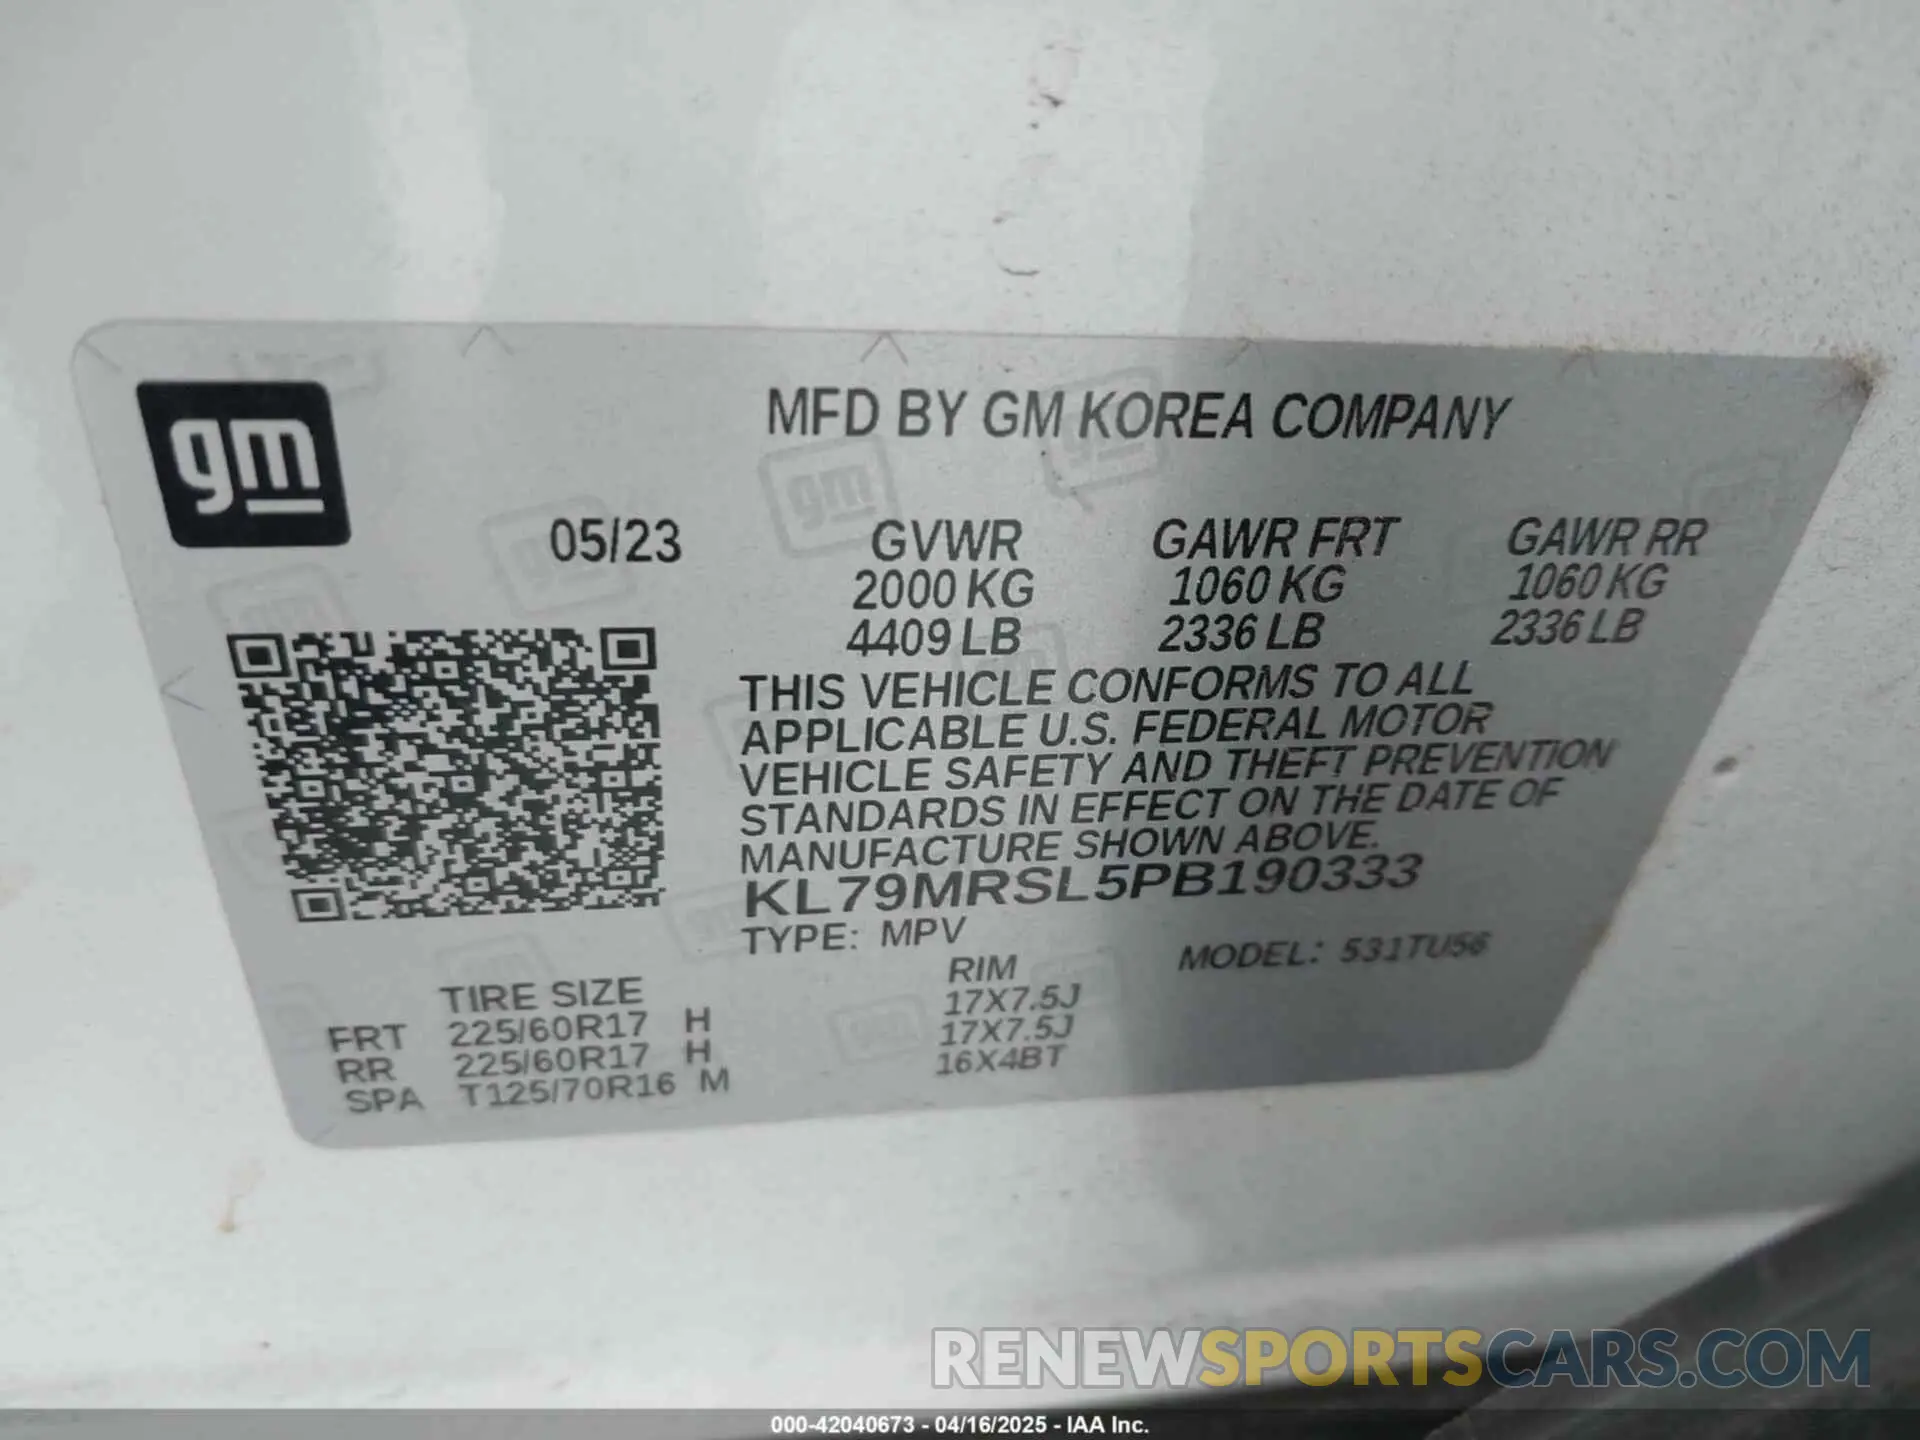 gm
MFD BY GM KOREA COMPANY
05/23 GVWR GAWR FRT GAWR RR
2000 KG 1060 KG 1060 KG
4409 LB 2336 LB 2336 LB
THIS VEHICLE CONFORMS TO ALL
APPLICABLE U.S. FEDERAL MOTOR
VEHICLE SAFETY AND THEFT PREVENTION
STANDARDS IN EFFECT ON THE DATE OF
MANUFACTURE SHOWN ABOVE.
KL79MRSL5PB190333
TYPE: MPV MODEL: 531TU56
TIRE SIZE RIM
FRT 225/60R17 H 17X7.5J
RR 225/60R17 H 17X7.5J
SPA T125/70R16 M 16X4BT
RENEWSPORTSCARS.COM
000-42040673 - 04/16/2025 - IAA Inc.